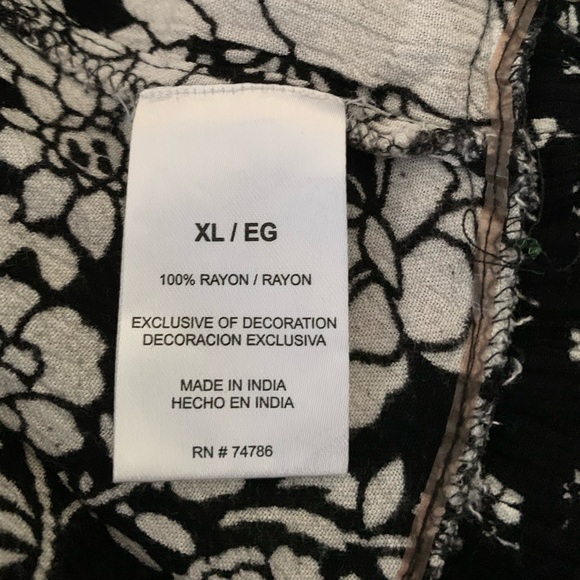 XL / EG
100% RAYON / RAYON
EXCLUSIVE OF DECORATION
DECORACION EXCLUSIVA
MADE IN INDIA
HECHO EN INDIA
RN # 74786